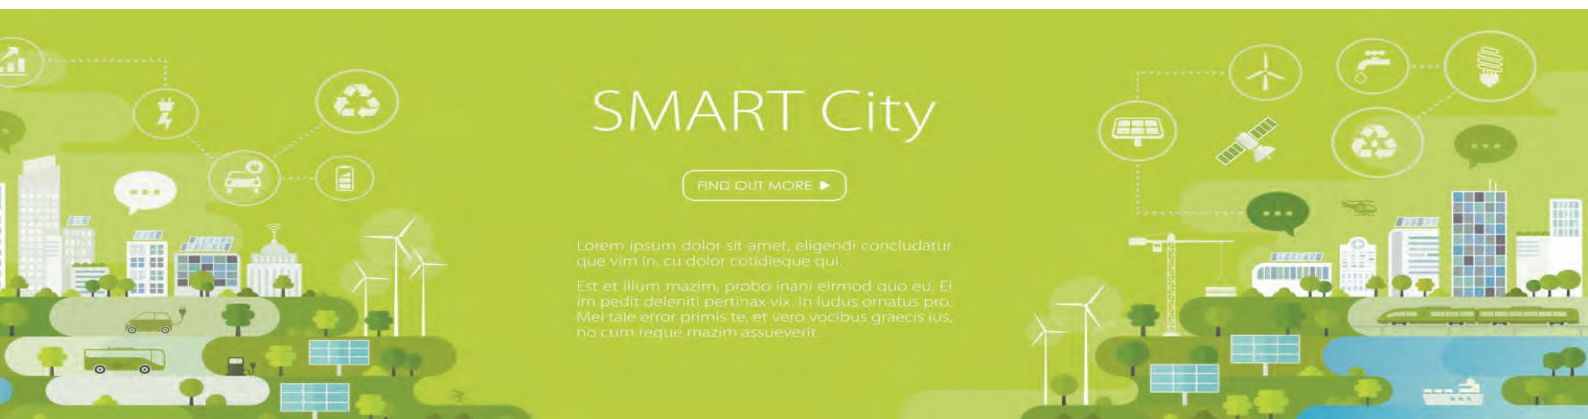 SMART City
FIND OUT MORE
Lorem ipsum dolor sit amet, eligendi concludatur
que vim in, cu dolor cotidieque qui.
Est et illum mazim, probo inani eirmod quo eu. Ei
im pedit deleniti pertinax vix. In ludus ornatus pro.
Mei tale error primis te, et vero vocibus graecis ius,
no cum reque mazim assueverit.